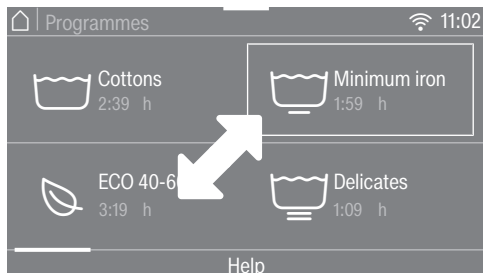 Programmes 11:02
Cottons
2:39 h
Minimum iron
1:59 h
ECO 40-6
3:19 h
Delicates
1:09 h
Help